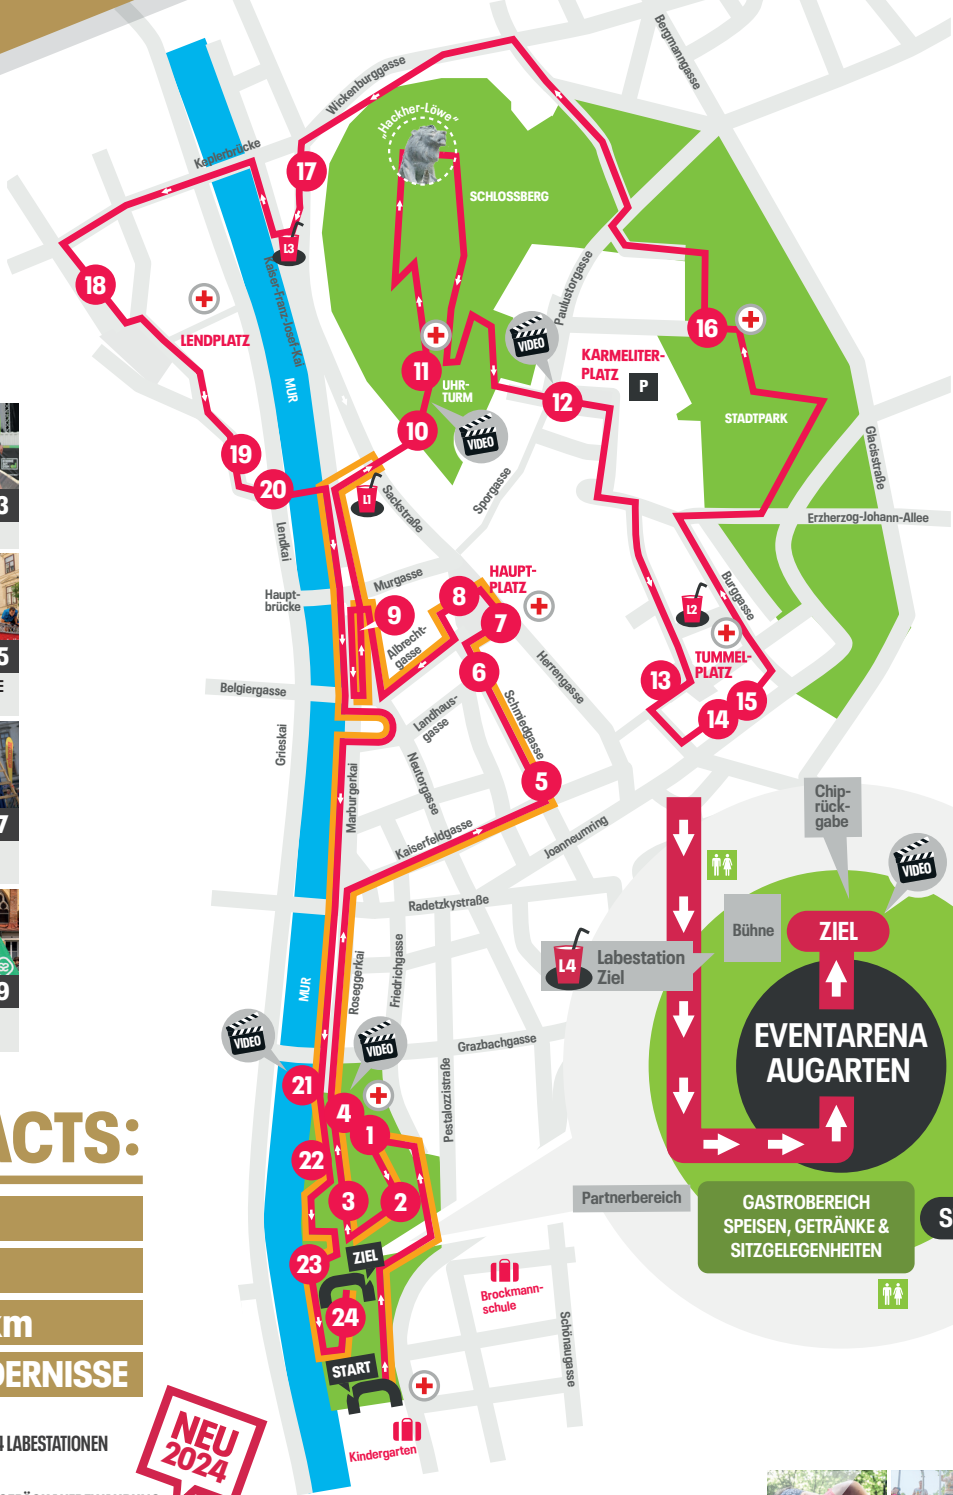 Wickenburggasse
Bergmanngasse
„Hackher-Löwe“
Keplerbrücke
17
SCHLOSSBERG
L3
Kaiser-Franz-Josef-Kai
18
Paulustorgasse
LENDPLATZ
VIDEO
16
KARMELITER-
PLATZ
P
11
UHR-
TURM
12
MUR
STADTPARK
10
VIDEO
19
Glacisstraße
20
L1
Sackstraße
Sporgasse
Erzherzog-Johann-Allee
Lendkai
Haupt-
brücke
Murgasse
HAUPT-
PLATZ
8
9
7
Albrecht-
gasse
L2
Burggasse
TUMMEL-
PLATZ
6
13
Herrengasse
Belgiergasse
15
14
Landhaus-
gasse
Schmiedgasse
Grieskai
Neutorgasse
5
Marburgerkai
Kaiserfeldgasse
Joanneumring
Radetzkystraße
Roseggerkai
Friedrichgasse
MUR
Grazbachgasse
VIDEO
VIDEO
21
4
1
Pestalozzistraße
22
3
2
23
ZIEL
24
START
Brockmann-
schule
Schönaugasse
Kindergarten
Chip-
rück-
gabe
VIDEO
Bühne
ZIEL
L4
Labestation
Ziel
EVENTARENA
AUGARTEN
Partnerbereich
GASTROBEREICH
SPEISEN, GETRÄNKE &
SITZGELEGENHEITEN
S
3
5
E
7
9
ACTS:
km
DERNISSE
4 LABESTATIONEN
NEU
2024